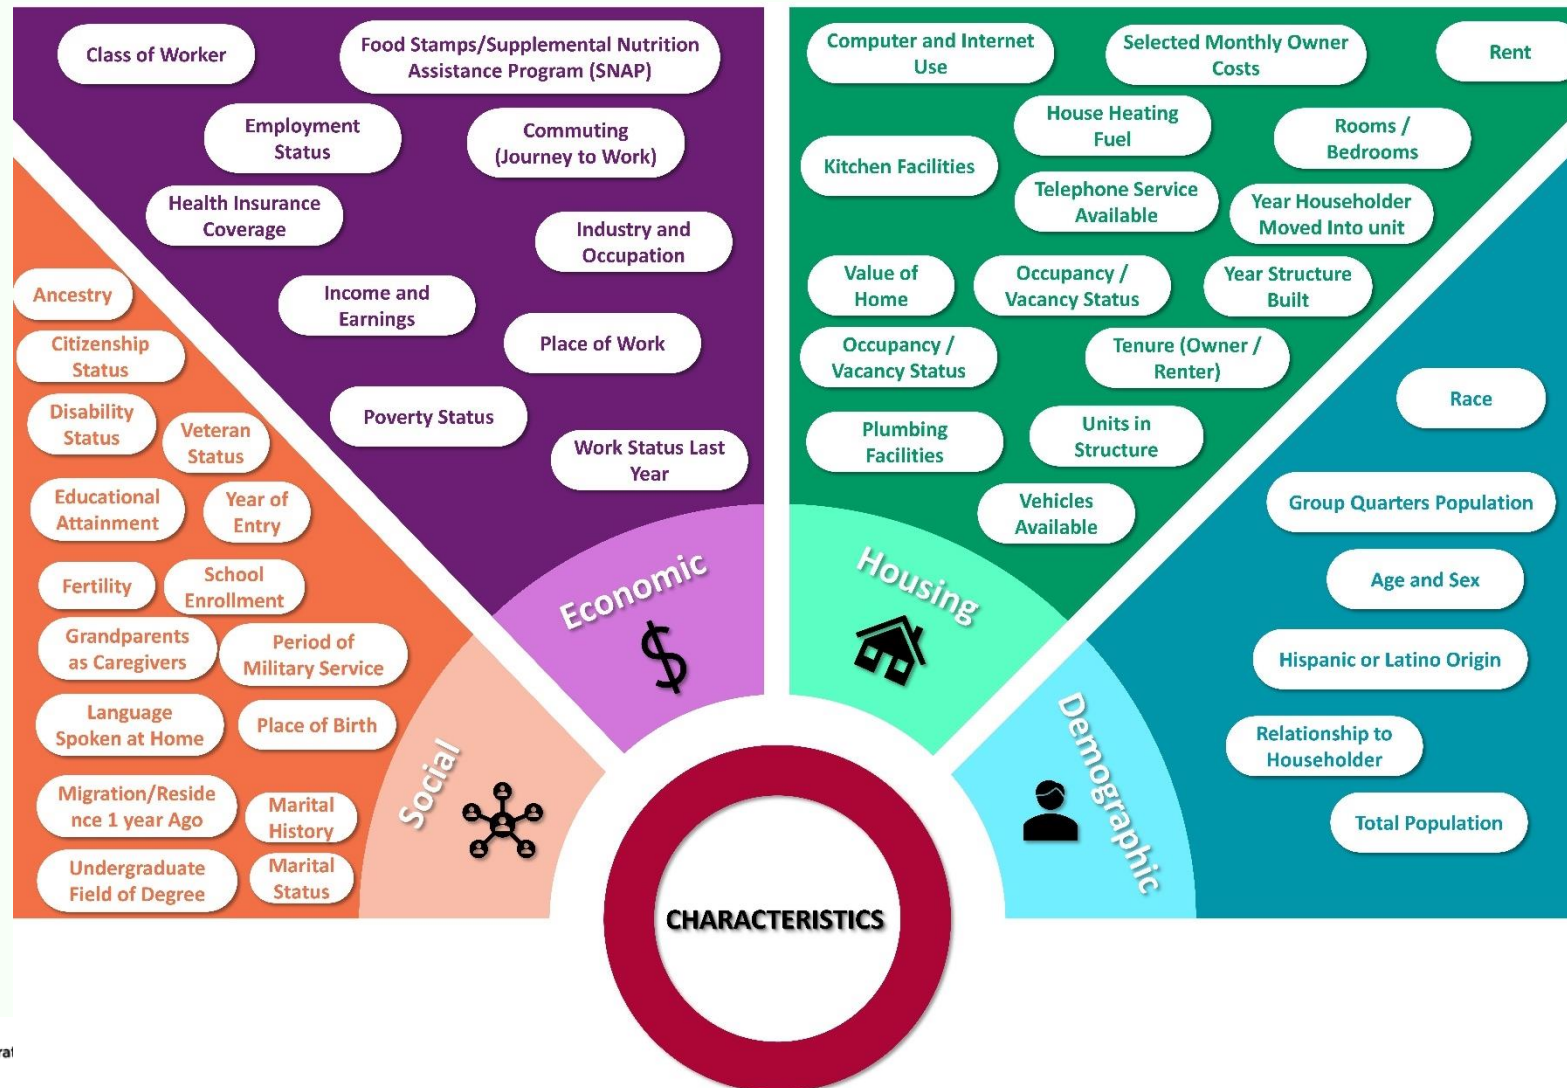 Class of Worker
Food Stamps/Supplemental Nutrition
Assistance Program (SNAP)
Employment
Status
Commuting
(Journey to Work)
Health Insurance
Coverage
Industry and
Occupation
Income and
Earnings
Place of Work
Poverty Status
Work Status Last
Year
Economic
$
Computer and Internet
Use
Selected Monthly Owner
Costs
Rent
House Heating
Fuel
Rooms /
Bedrooms
Kitchen Facilities
Telephone Service
Available
Year Householder
Moved Into unit
Value of
Home
Occupancy /
Vacancy Status
Year Structure
Built
Occupancy /
Vacancy Status
Tenure (Owner /
Renter)
Plumbing
Facilities
Units in
Structure
Vehicles
Available
Housing
Ancestry
Citizenship
Status
Disability
Status
Veteran
Status
Educational
Attainment
Year of
Entry
Fertility
School
Enrollment
Grandparents
as Caregivers
Period of
Military Service
Language
Spoken at Home
Place of Birth
Migration/Reside
nce 1 year Ago
Marital
History
Undergraduate
Field of Degree
Marital
Status
Social
Race
Group Quarters Population
Age and Sex
Hispanic or Latino Origin
Relationship to
Householder
Total Population
Demographic
CHARACTERISTICS